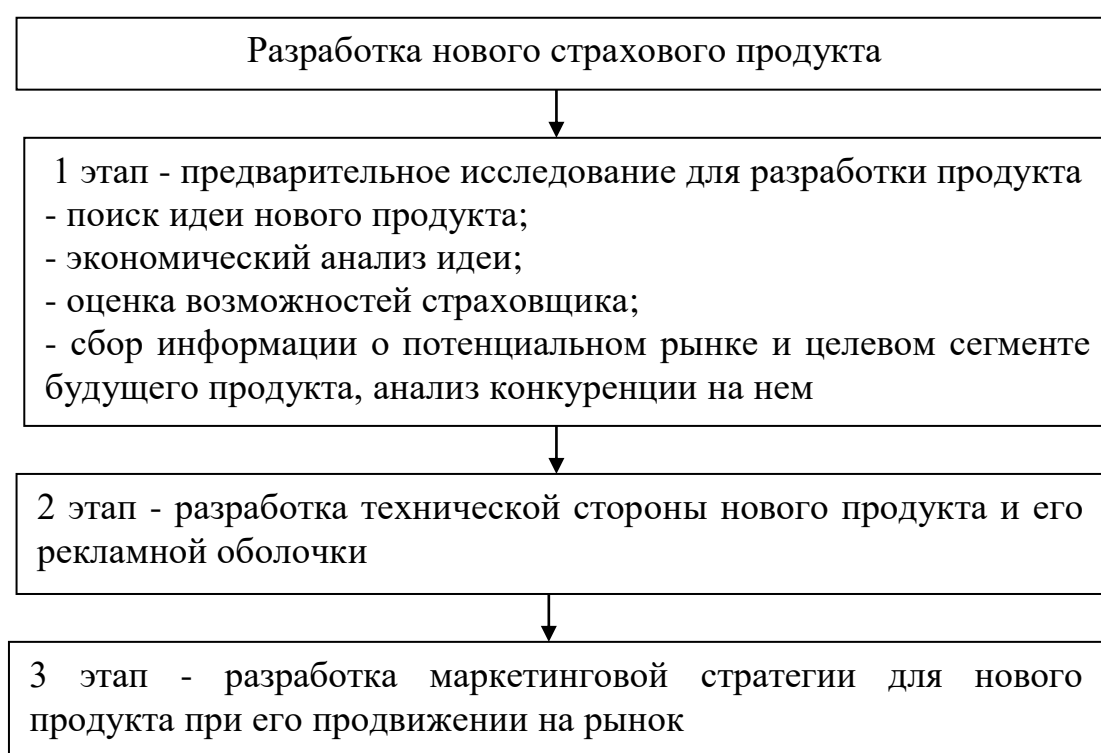 Разработка нового страхового продукта
1 этап - предварительное исследование для разработки продукта
- поиск идеи нового продукта;
- экономический анализ идеи;
- оценка возможностей страховщика;
- сбор информации о потенциальном рынке и целевом сегменте
будущего продукта, анализ конкуренции на нем
2 этап - разработка технической стороны нового продукта и его
рекламной оболочки
3 этап - разработка маркетинговой стратегии для нового
продукта при его продвижении на рынок